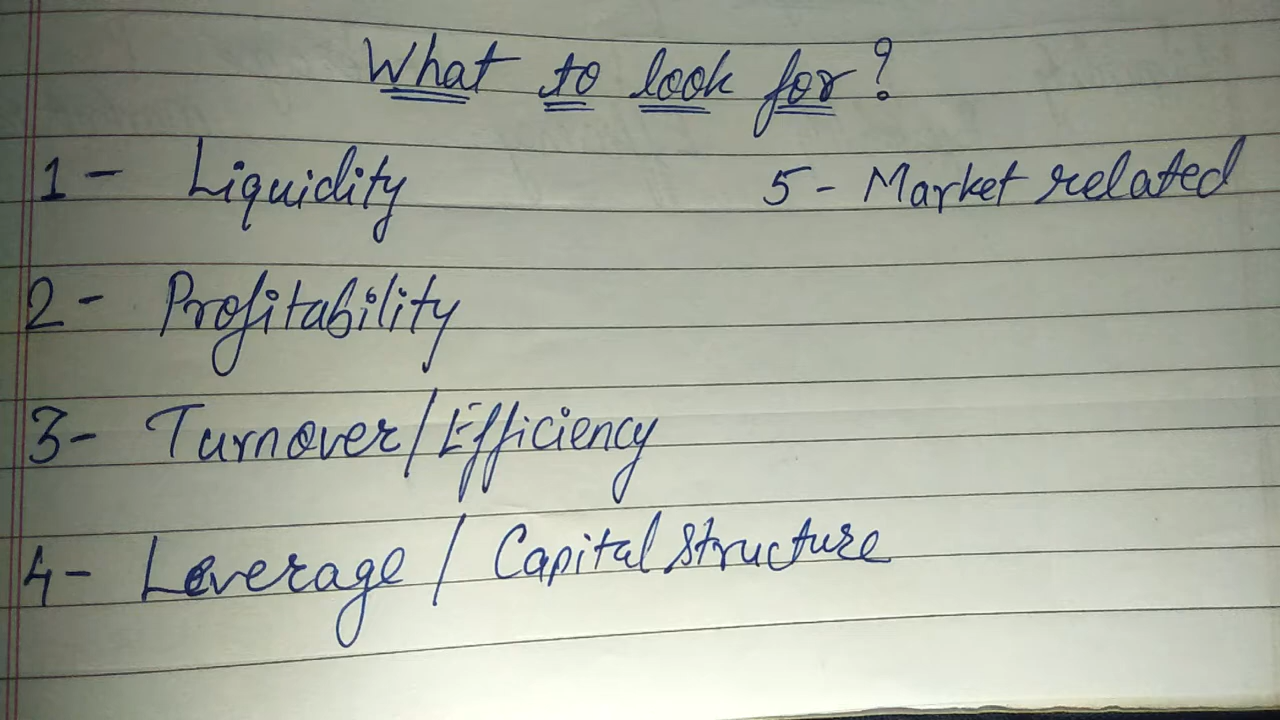 What to look for?
1- Liquidity
2- Profitability
3- Turnover/Efficiency
4- Leverage / Capital structure
5- Market related